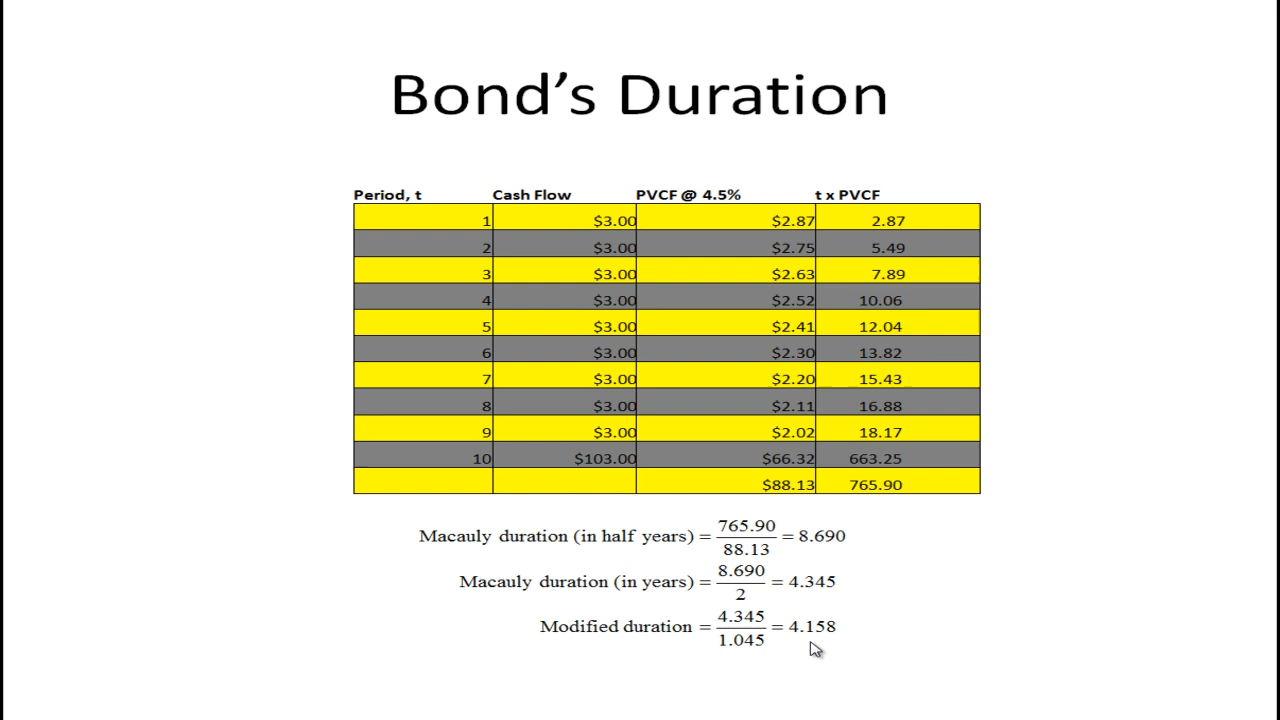 Bond’s Duration
Period, t Cash Flow PVCF @ 4.5% t x PVCF
1 $3.00 $2.87 2.87
2 $3.00 $2.75 5.49
3 $3.00 $2.63 7.89
4 $3.00 $2.52 10.06
5 $3.00 $2.41 12.04
6 $3.00 $2.30 13.82
7 $3.00 $2.20 15.43
8 $3.00 $2.11 16.88
9 $3.00 $2.02 18.17
10 $103.00 $66.32 663.25
$88.13 765.90
Macauly duration (in half years) = 765.90 / 88.13 = 8.690
Macauly duration (in years) = 8.690 / 2 = 4.345
Modified duration = 4.345 / 1.045 = 4.158